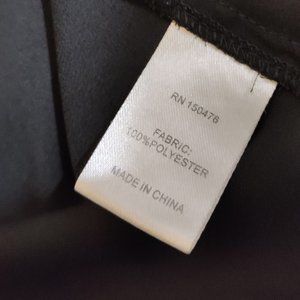 RN 150476
FABRIC:
100%POLYESTER
MADE IN CHINA